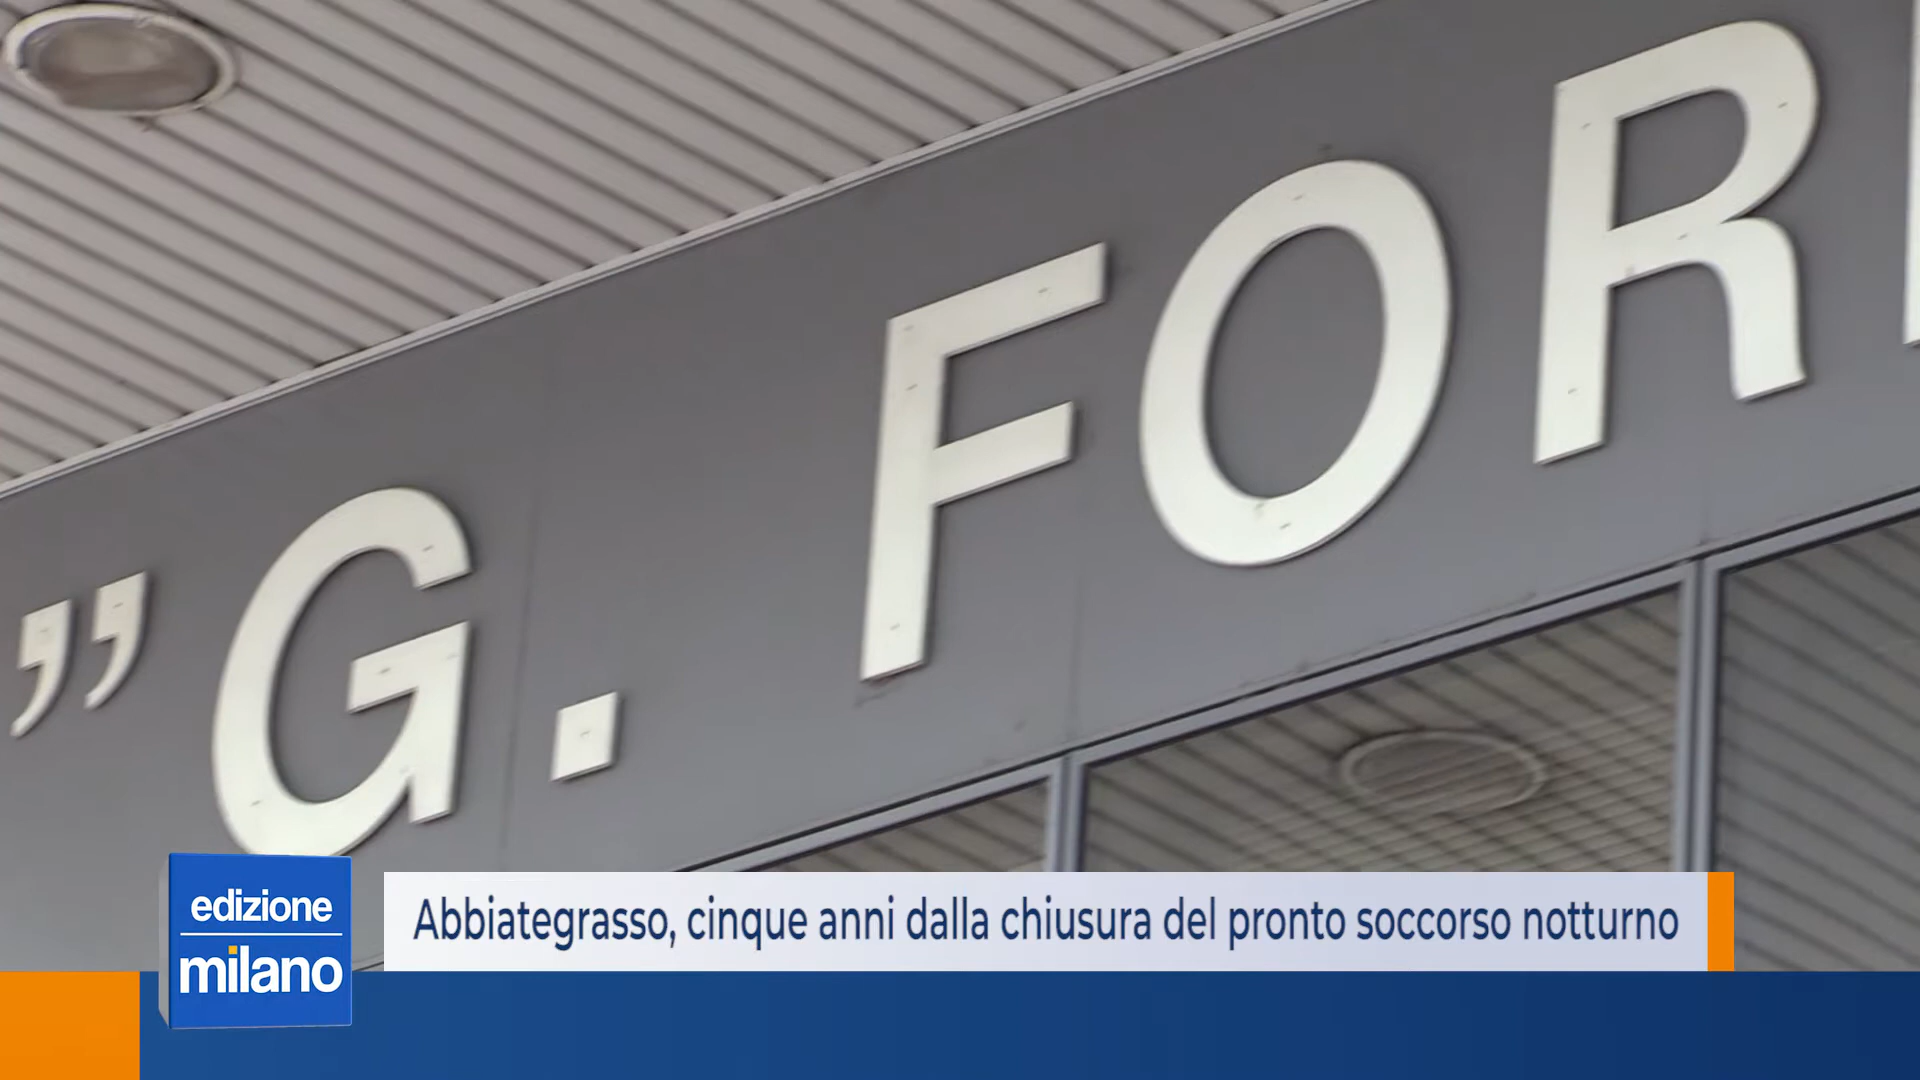 ”G. FOR
edizione
milano
Abbiategrasso, cinque anni dalla chiusura del pronto soccorso notturno